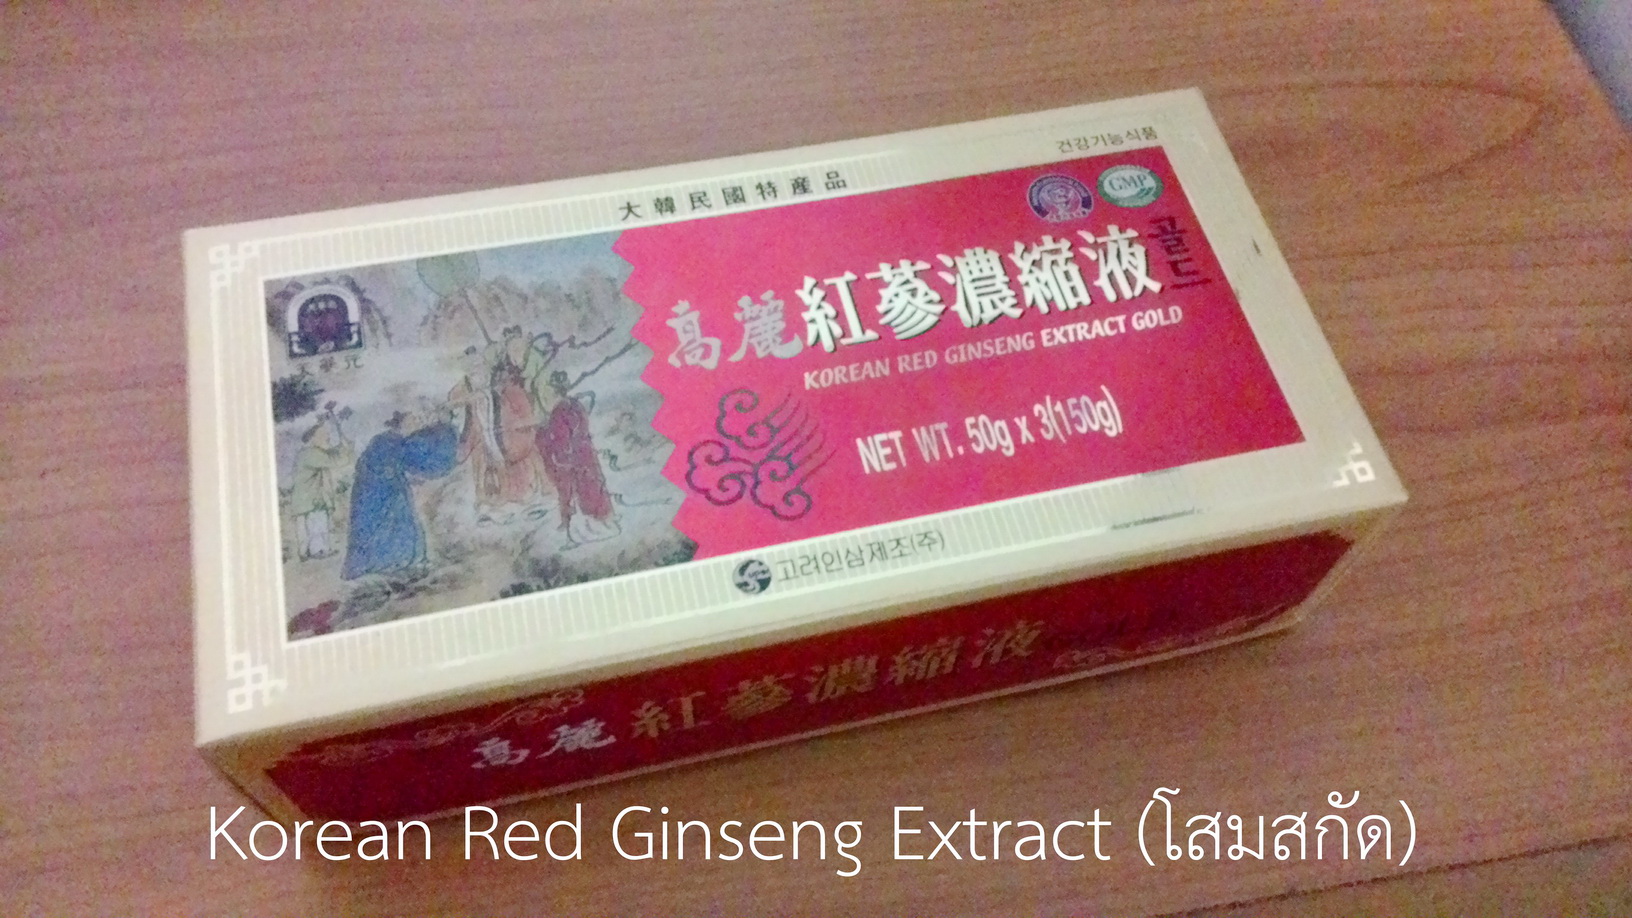 건강기능식품
大韓民國特產品
GMP
高麗紅蔘濃縮液 골드
KOREAN RED GINSENG EXTRACT GOLD
NET WT. 50g x 3(150g)
고려인삼제조(주)
高麗紅蔘濃縮液
Korean Red Ginseng Extract (โสมสกัด)